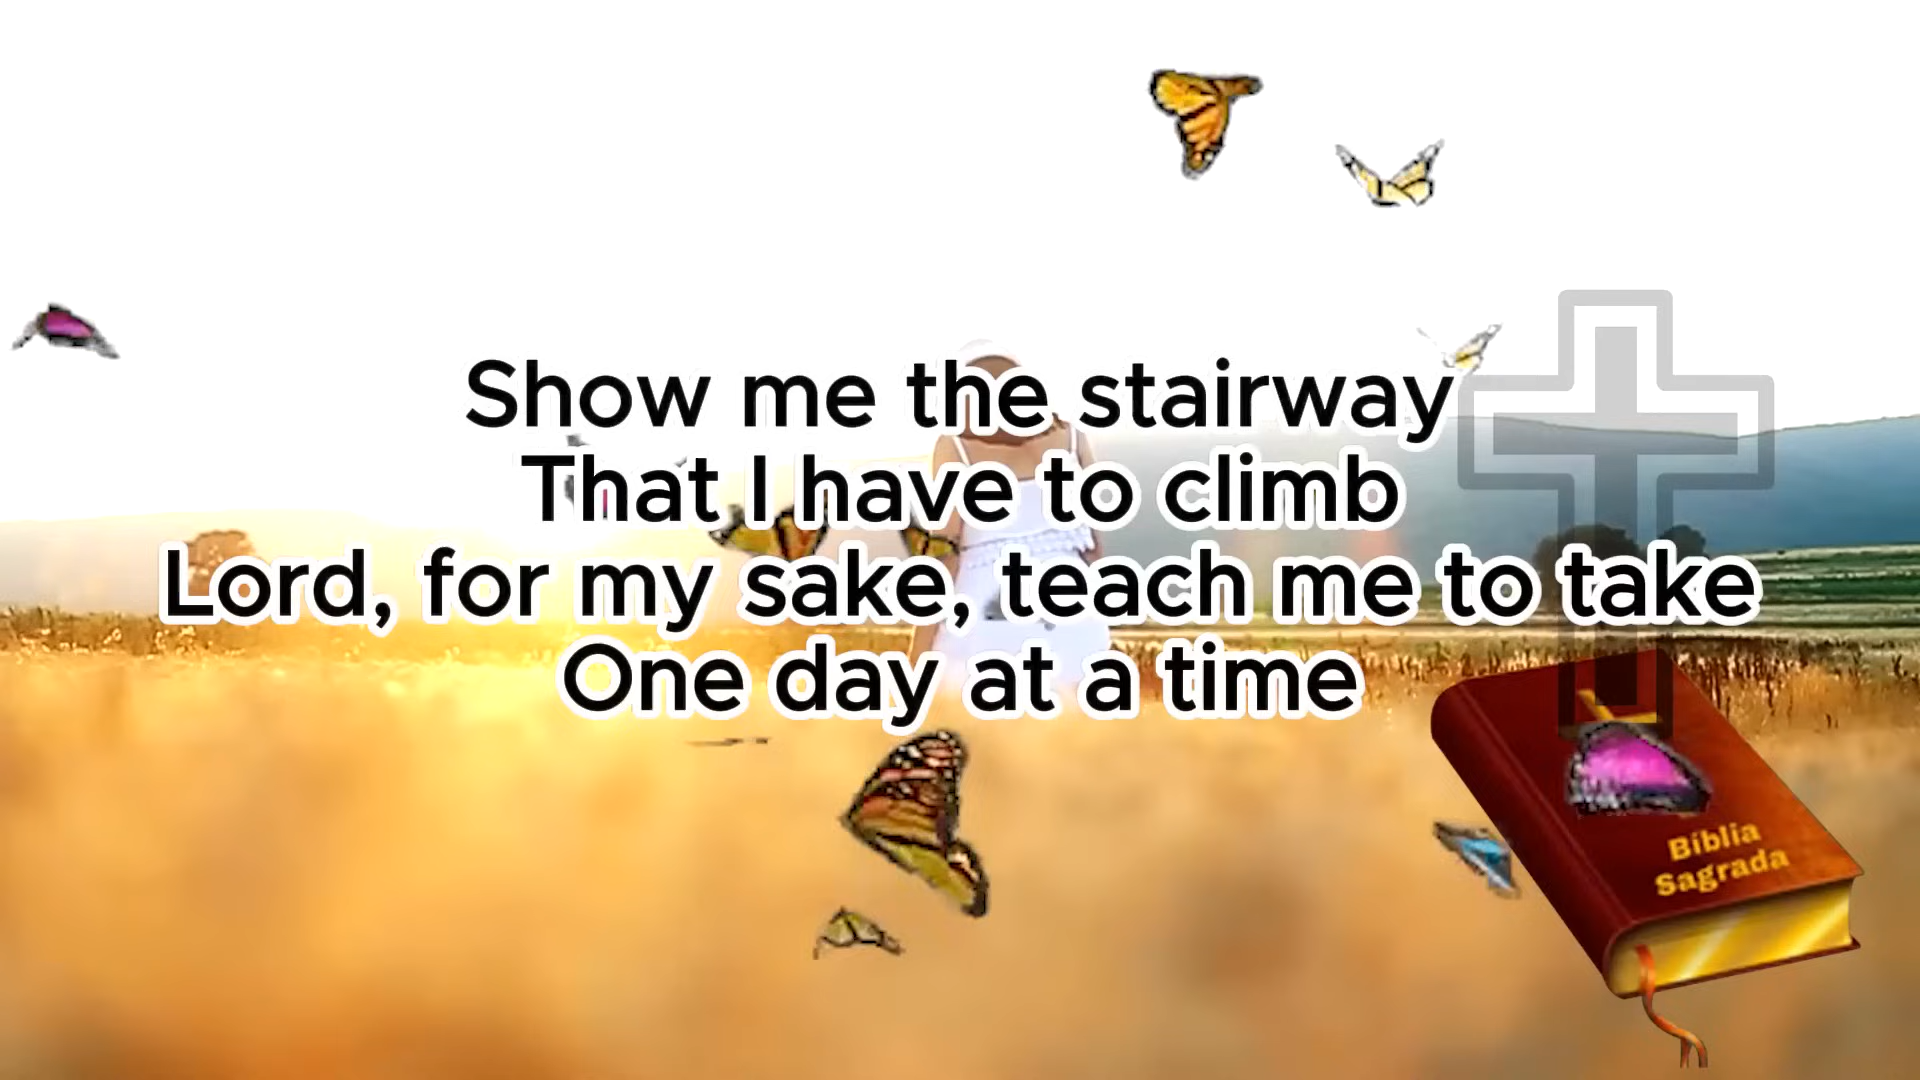 Show me the stairway
That I have to climb
Lord, for my sake, teach me to take
One day at a time
Bíblia
Sagrada